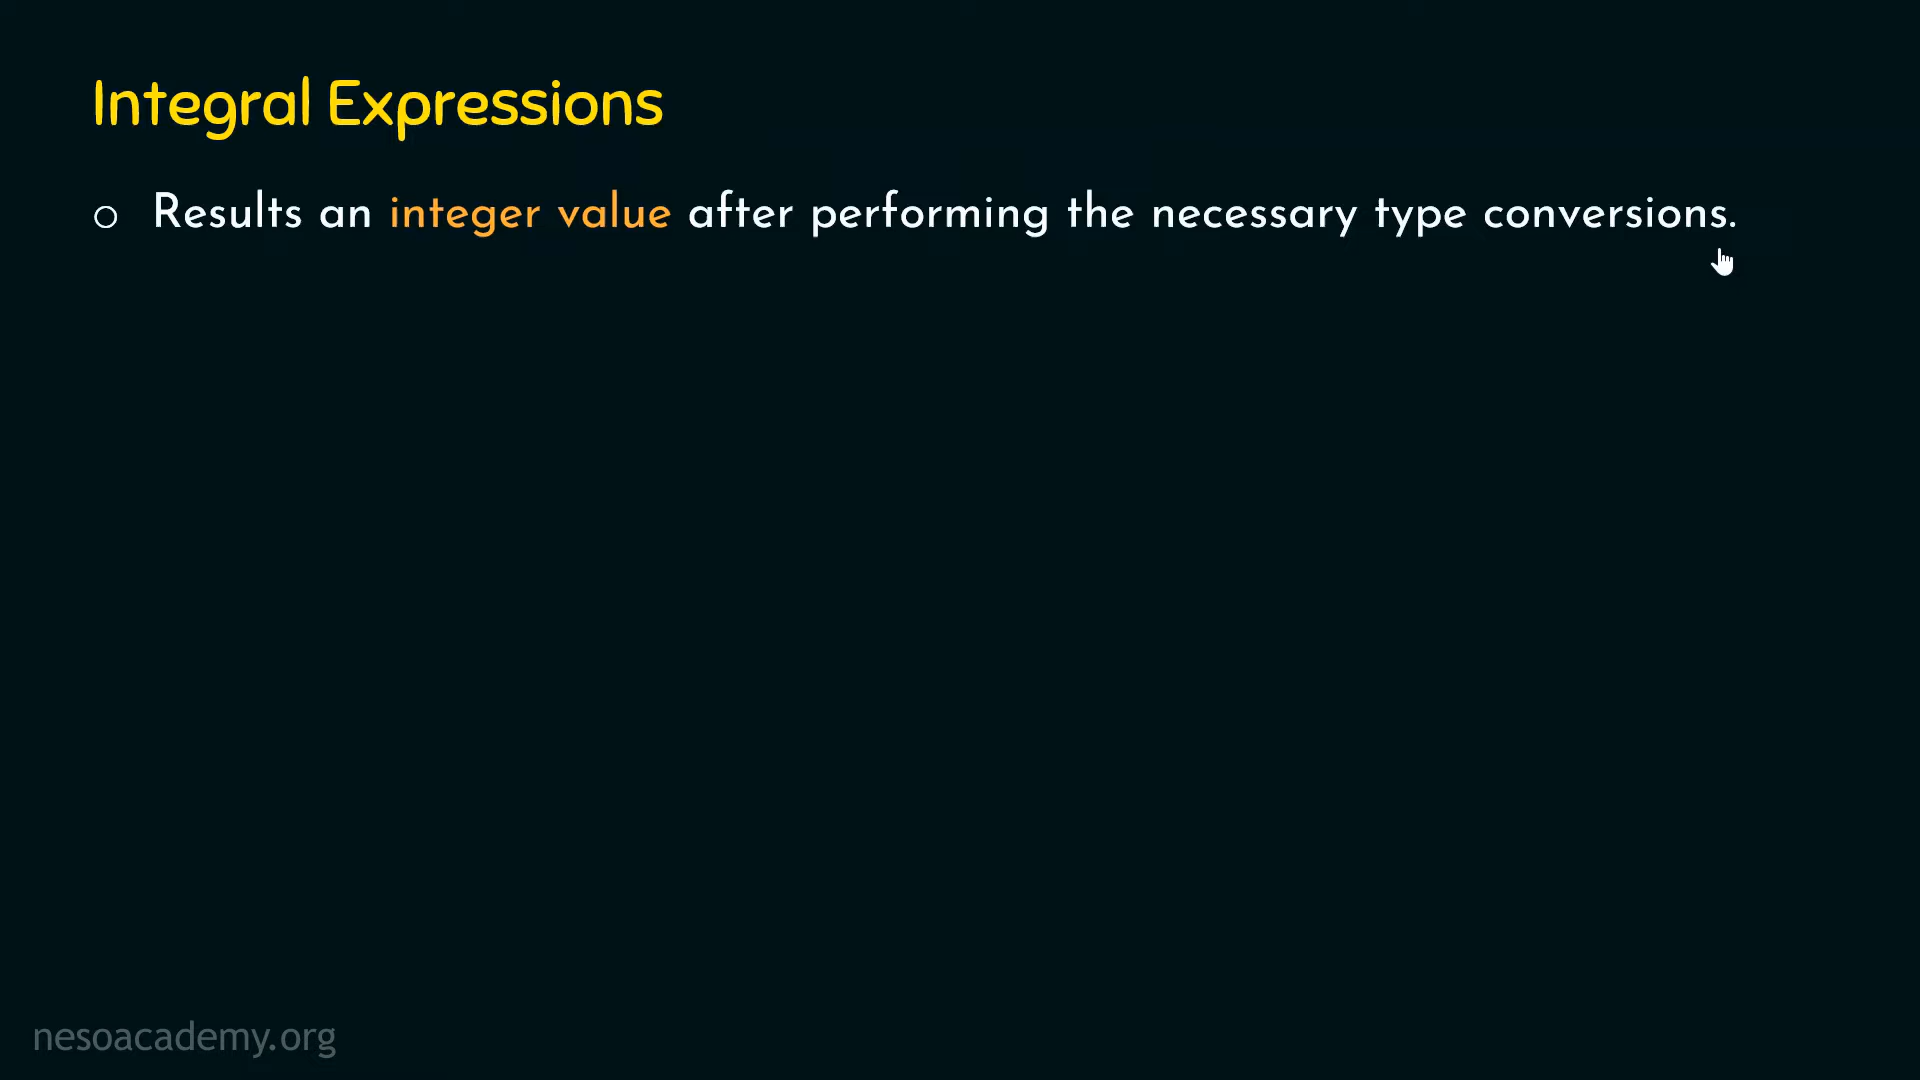 Integral Expressions
○ Results an integer value after performing the necessary type conversions.
nesoacademy.org